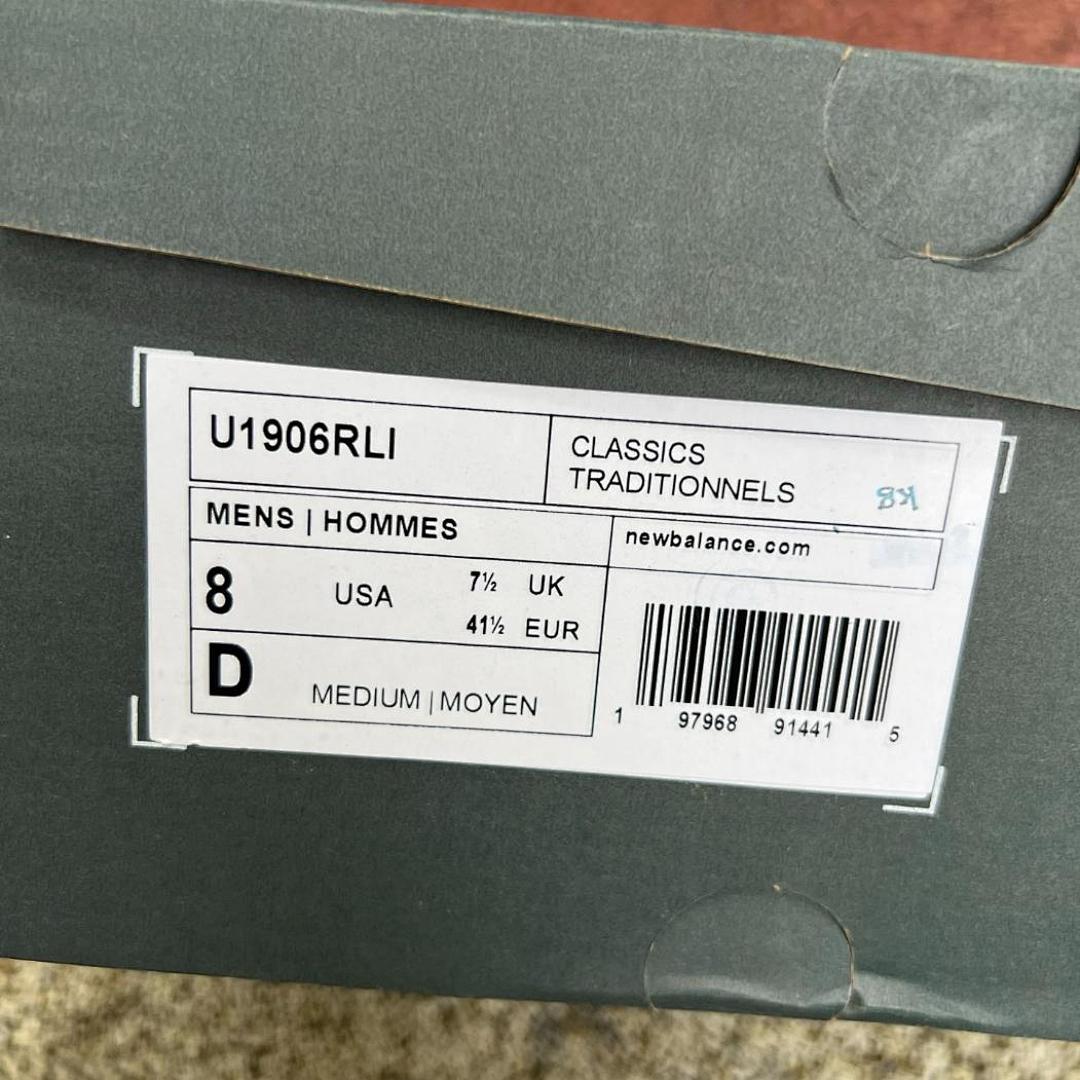 U1906RLI
CLASSICS
TRADITIONNELS
MENS | HOMMES
newbalance.com
8 USA 7½ UK
41½ EUR
D MEDIUM | MOYEN
1 97968 91441 5